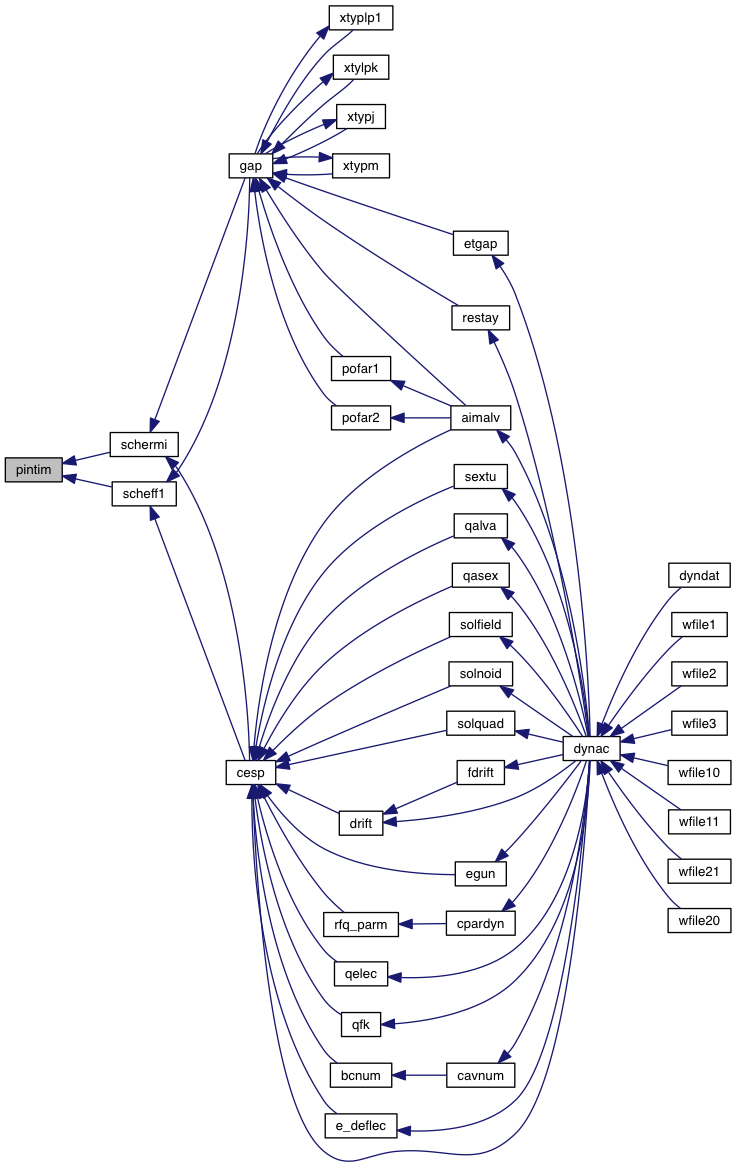 xtyplp1
xtylpk
xtypj
gap
xtypm
etgap
restay
pofar1
pofar2
aimalv
schermi
pintim
scheff1
sextu
qalva
qasex
dyndat
solfield
wfile1
solnoid
wfile2
solquad
wfile3
dynac
cesp
fdrift
wfile10
drift
wfile11
egun
wfile21
rfq_parm
cpardyn
wfile20
qelec
qfk
bcnum
cavnum
e_deflec